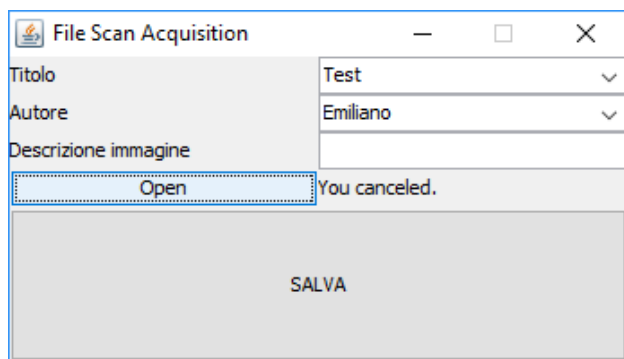 File Scan Acquisition
Titolo Test
Autore Emiliano
Descrizione immagine
Open You canceled.
SALVA